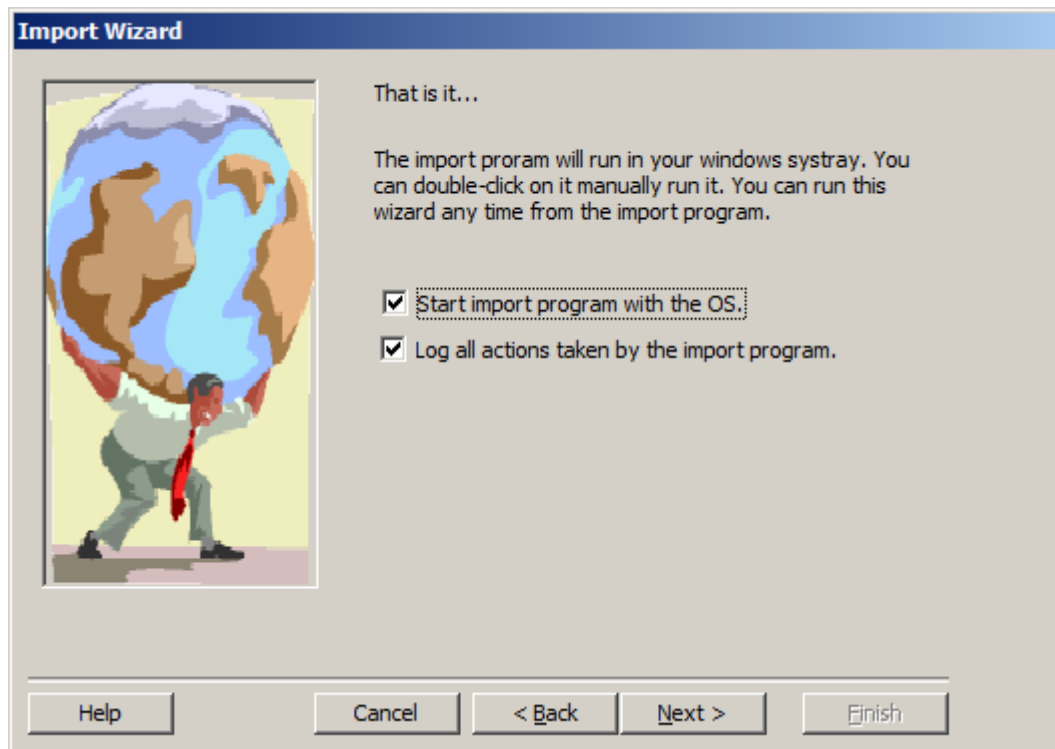 Import Wizard
That is it...
The import proram will run in your windows systray. You
can double-click on it manually run it. You can run this
wizard any time from the import program.
Start import program with the OS.
Log all actions taken by the import program.
Help
Cancel
< Back
Next >
Finish